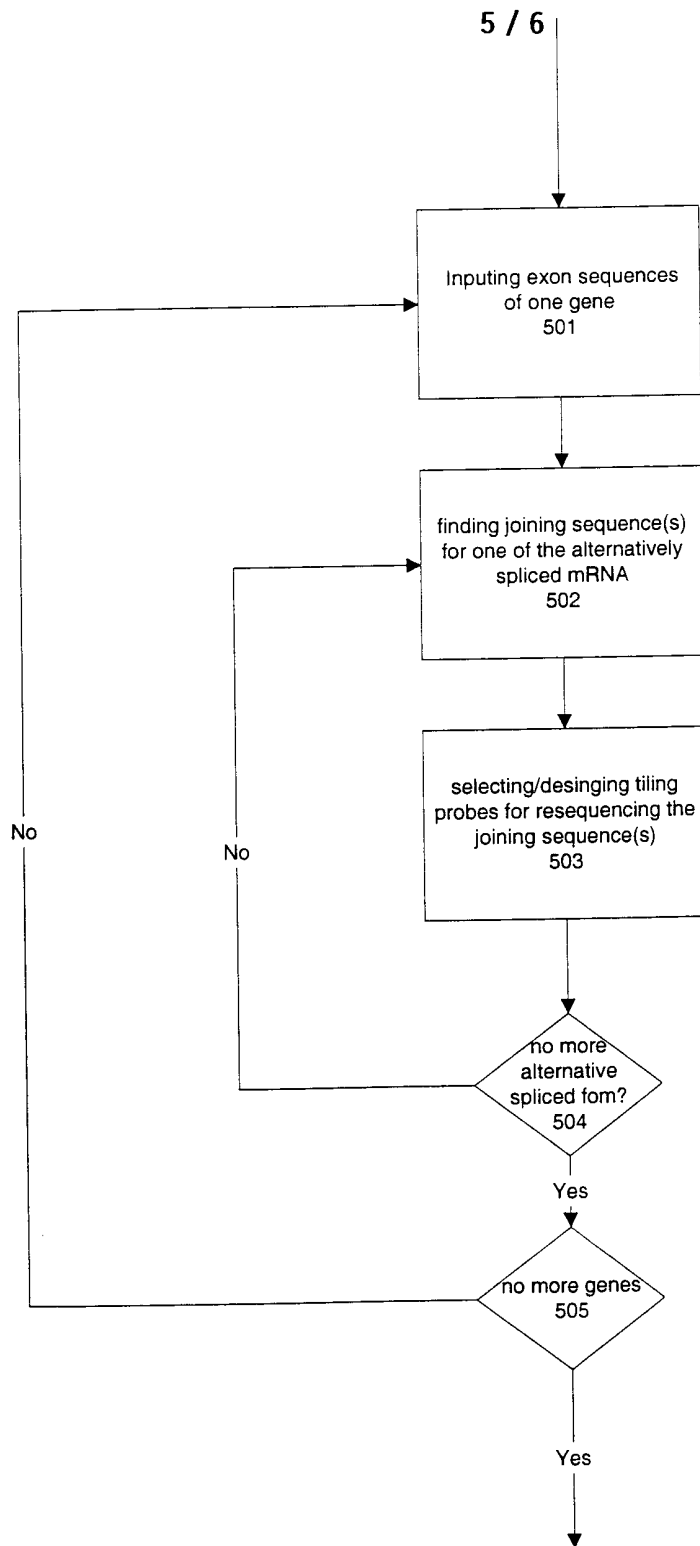 5 / 6
Inputing exon sequences
of one gene
501
finding joining sequence(s)
for one of the alternatively
spliced mRNA
502
selecting/desinging tiling
probes for resequencing the
joining sequence(s)
503
No
No
no more
alternative
spliced fom?
504
Yes
no more genes
505
Yes